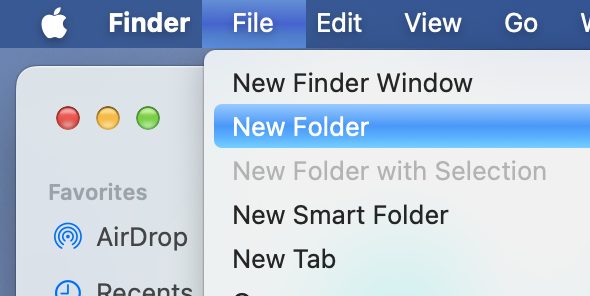 Finder File Edit View Go
New Finder Window
New Folder
New Folder with Selection
New Smart Folder
New Tab
Favorites
AirDrop
Recents